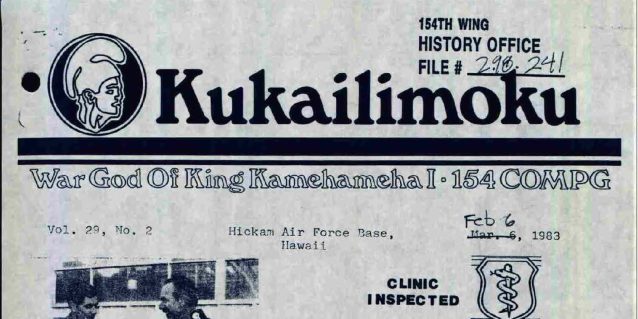 154TH WING
HISTORY OFFICE
FILE # 298.241
Kukailimoku
War God Of King Kamehameha I • 154 COMPG
Feb 6
Vol. 29, No. 2 Hickam Air Force Base, Mar. 6, 1983
Hawaii
CLINIC
INSPECTED